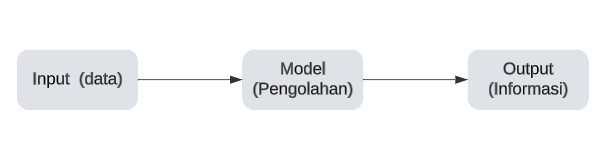 Input (data)
Model
(Pengolahan)
Output
(Informasi)